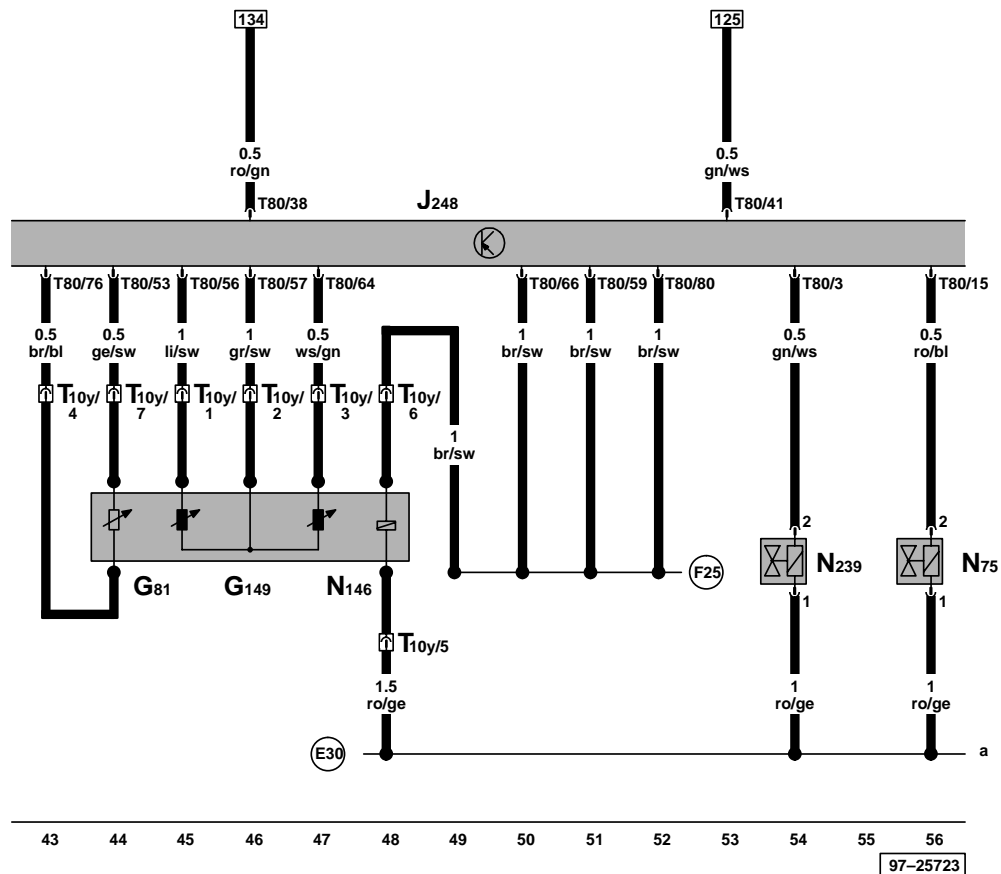 134 125
0.5 0.5
ro/gn gn/ws
T80/38 J248 T80/41
T80/76 T80/53 T80/56 T80/57 T80/64 T80/66 T80/59 T80/80 T80/3 T80/15
0.5 0.5 1 1 0.5 1 1 1 0.5 0.5
br/bl ge/sw li/sw gr/sw ws/gn br/sw br/sw br/sw gn/ws ro/bl
T10y/ T10y/ T10y/ T10y/ T10y/ T10y/
4 7 1 2 3 6
1
br/sw
2 2
G81 G149 N146 F25 N239 N75
1 1
T10y/5
1.5 1 1
ro/ge ro/ge ro/ge
E30 a
43 44 45 46 47 48 49 50 51 52 53 54 55 56
97–25723